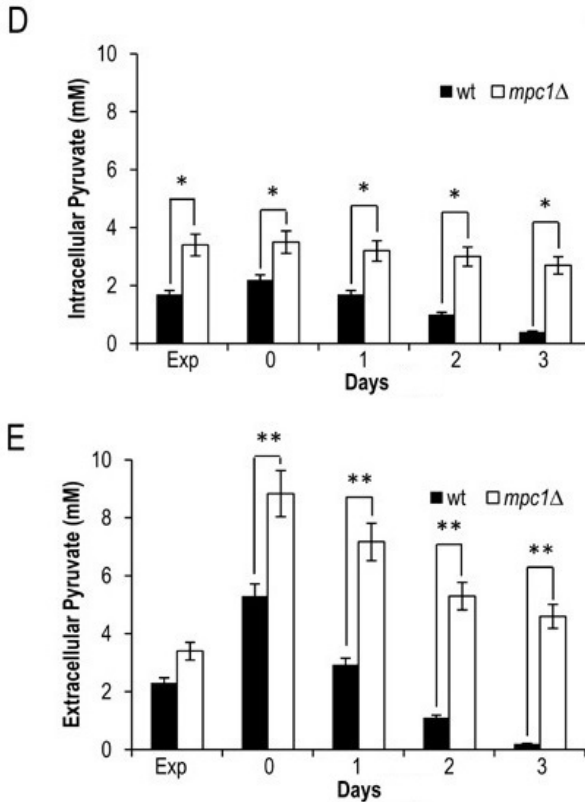 D
Intracellular Pyruvate (mM)
10
8
6
4
2
0
wt mpc1Δ
* * * * *
Exp 0 1 2 3
Days
E
Extracellular Pyruvate (mM)
10
8
6
4
2
0
wt mpc1Δ
** ** ** **
Exp 0 1 2 3
Days